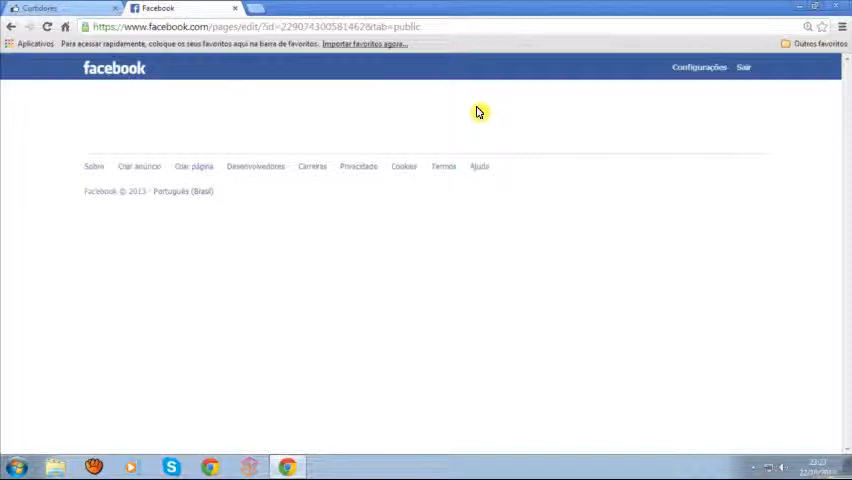 Curtidores
Facebook
https://www.facebook.com/pages/edit/?id=229074300581462&tab=public
Aplicativos Para acessar rapidamente, coloque os seus favoritos aqui na barra de favoritos. Importar favoritos agora... Outros favoritos
facebook Configurações Sair
Sobre Criar anúncio Criar página Desenvolvedores Carreiras Privacidade Cookies Termos Ajuda
Facebook © 2013 · Português (Brasil)
23:23